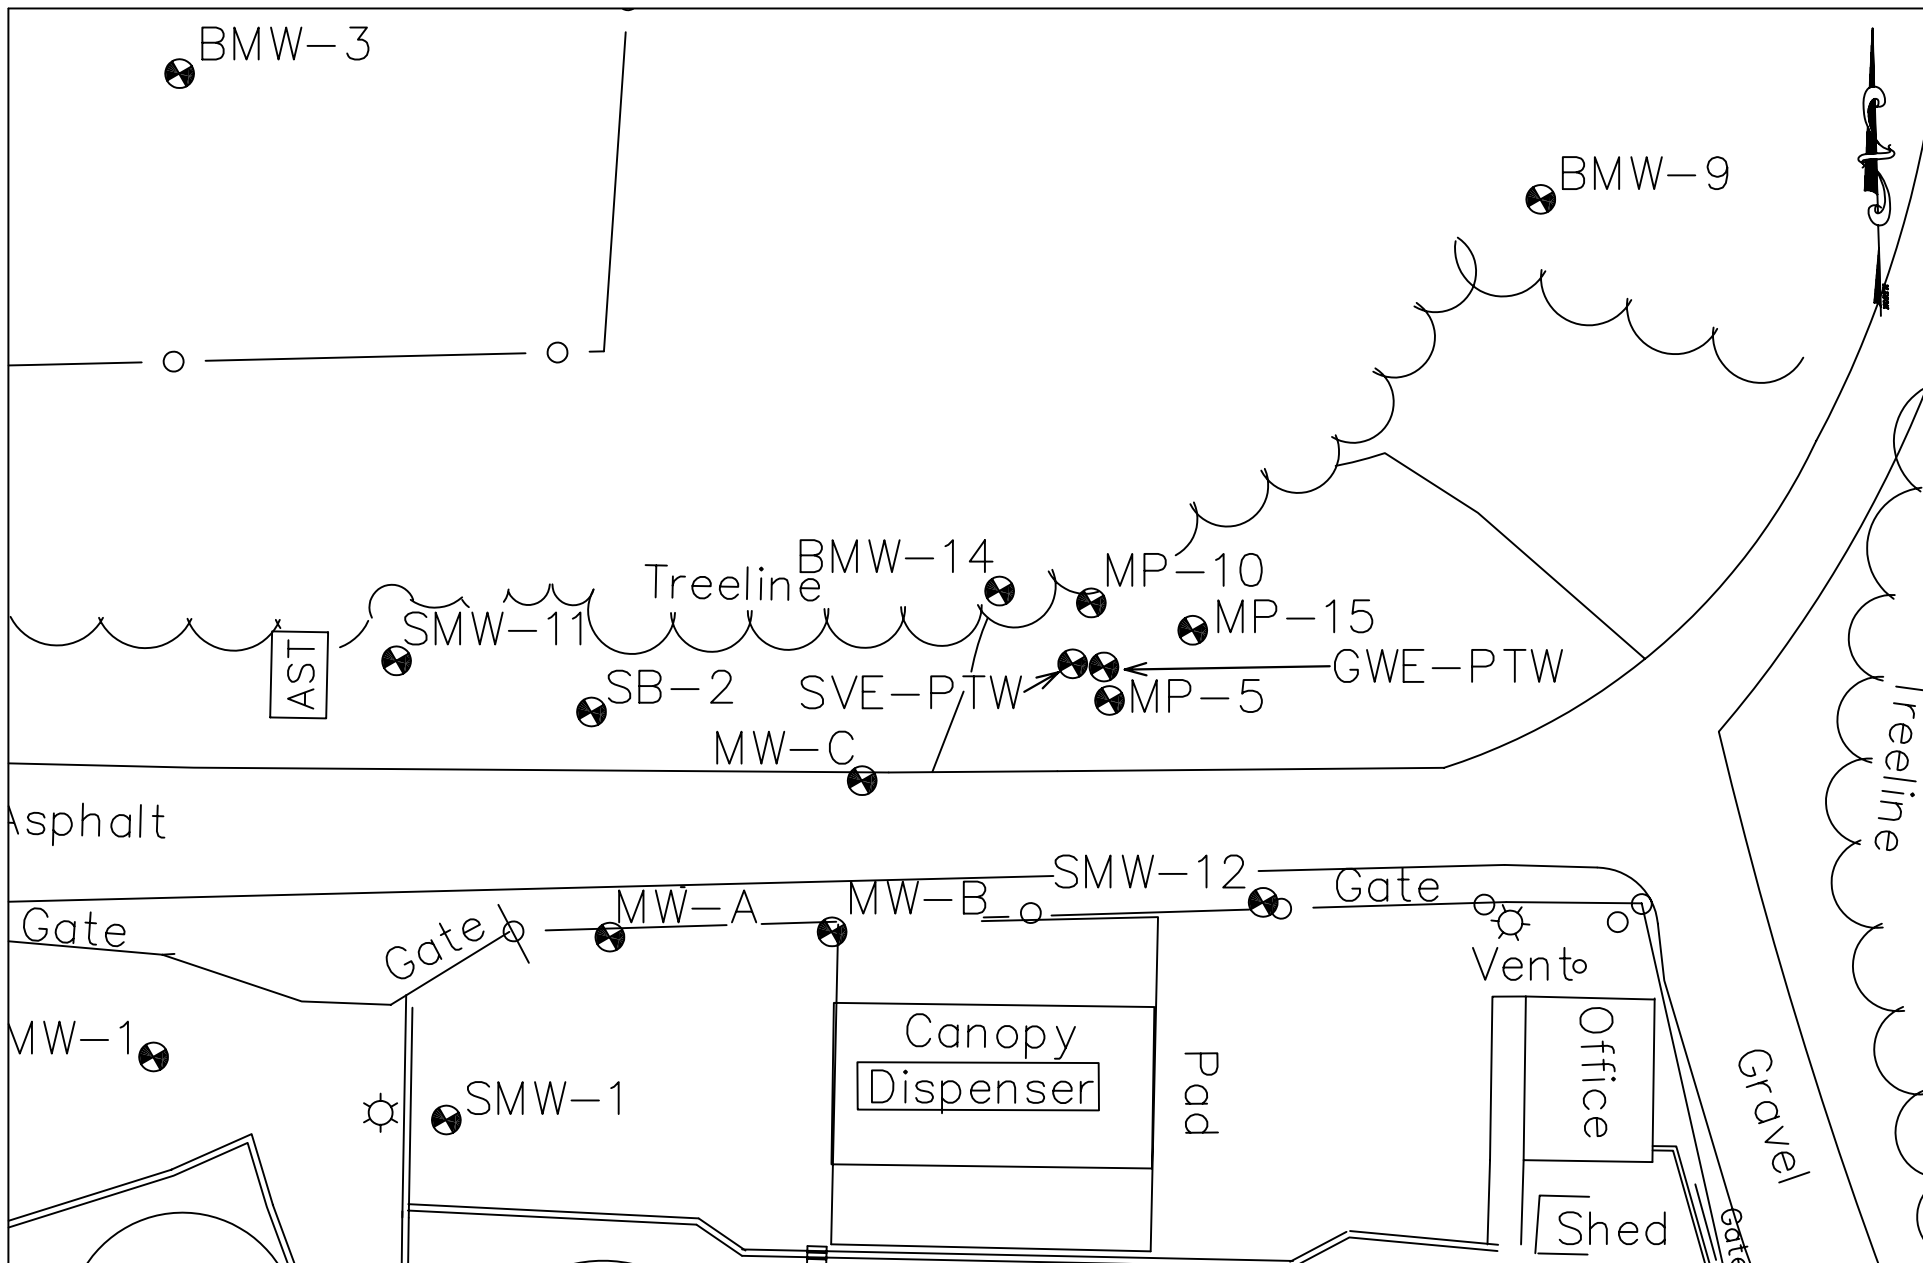 BMW-3
BMW-9
BMW-14
Treeline
MP-10
SMW-11
MP-15
AST
GWE-PTW
SB-2
SVE-PTW
MP-5
MW-C
Treeline
Asphalt
SMW-12
Gate
MW-A
MW-B
Gate
Gate
Vent
MW-1
Canopy
Office
Pad
Dispenser
SMW-1
Gravel
Shed
Gate